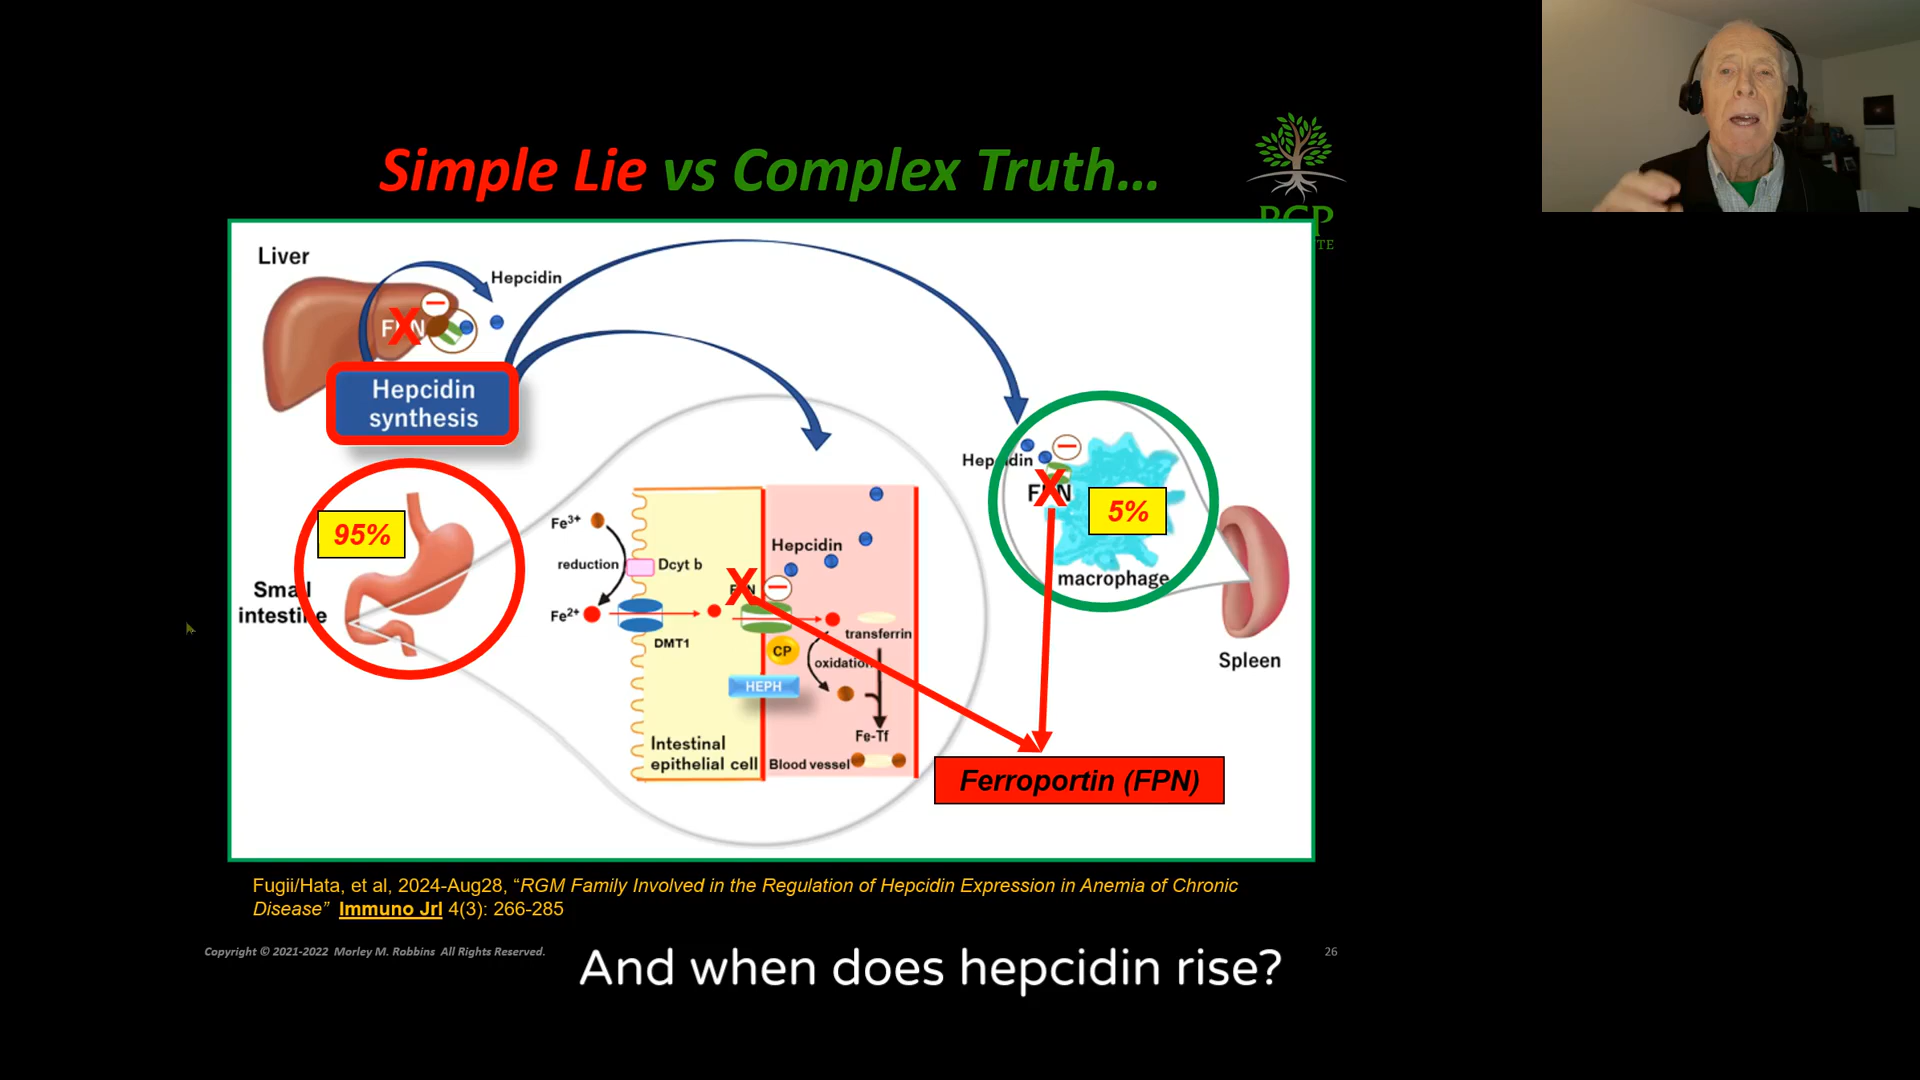 Simple Lie vs Complex Truth...
RGP
TE
Liver
Hepcidin
Hepcidin
synthesis
95%
Small
intestine
Fe3+
reduction
Dcyt b
Fe2+
DMT1
Hepcidin
CP
HEPH
transferrin
oxidation
Fe-Tf
Intestinal
epithelial cell
Blood vessel
Hepcidin
X
FPN
5%
macrophage
Spleen
Ferroportin (FPN)
Fugii/Hata, et al, 2024-Aug28, “RGM Family Involved in the Regulation of Hepcidin Expression in Anemia of Chronic
Disease” Immuno Jrl 4(3): 266-285
Copyright © 2021-2022 Morley M. Robbins All Rights Reserved.
26
And when does hepcidin rise?